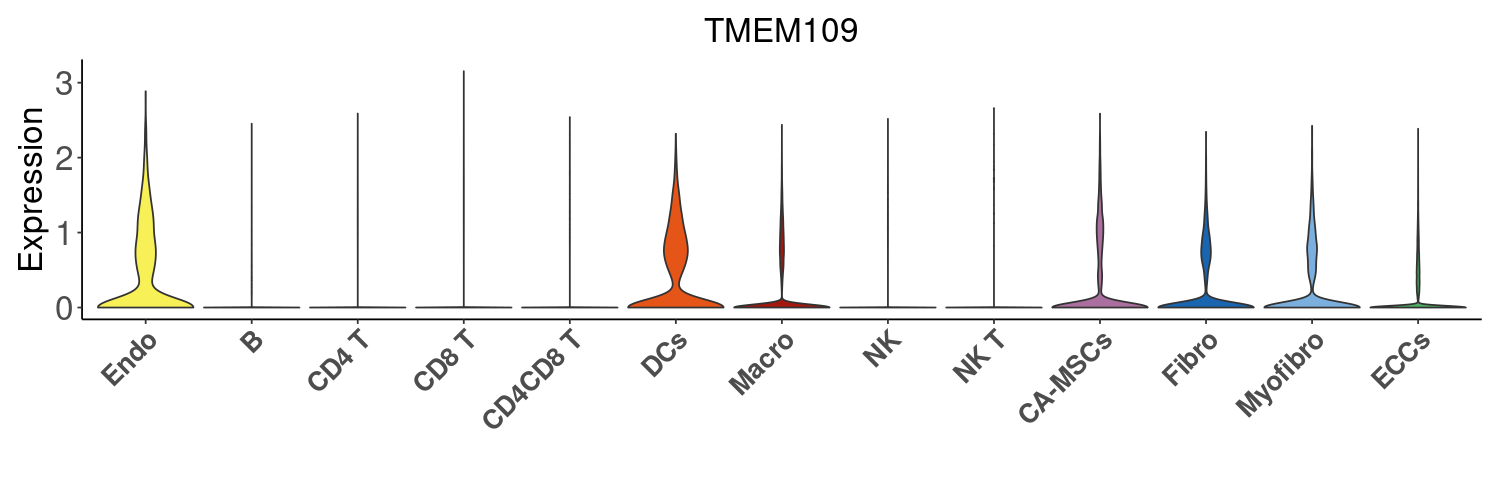 TMEM109
Expression
3
2
1
0
Endo
B
CD4 T
CD8 T
CD4CD8 T
DCs
Macro
NK
NK T
CA-MSCs
Fibro
Myofibro
ECCs